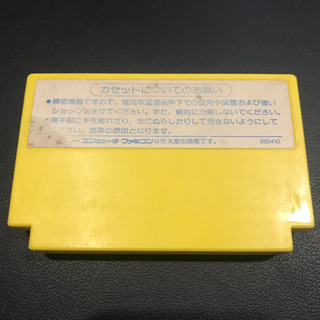 カセットについてのお願い
●精密機器ですので、極端な温度条件下での使用や保管および強い
ショックをさけてください。また、絶対に分解しないでください。
●端子部に手を触れたり、水にぬらしたりして汚さないようにして
ください。故障の原因となります。
ファミリーコンピュータ・ファミコンは任天堂の商標です。